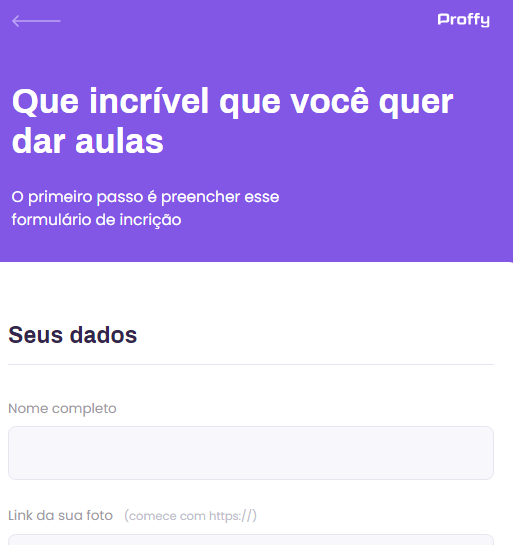 Proffy
Que incrível que você quer
dar aulas
O primeiro passo é preencher esse
formulário de incrição
Seus dados
Nome completo
Link da sua foto (comece com https://)